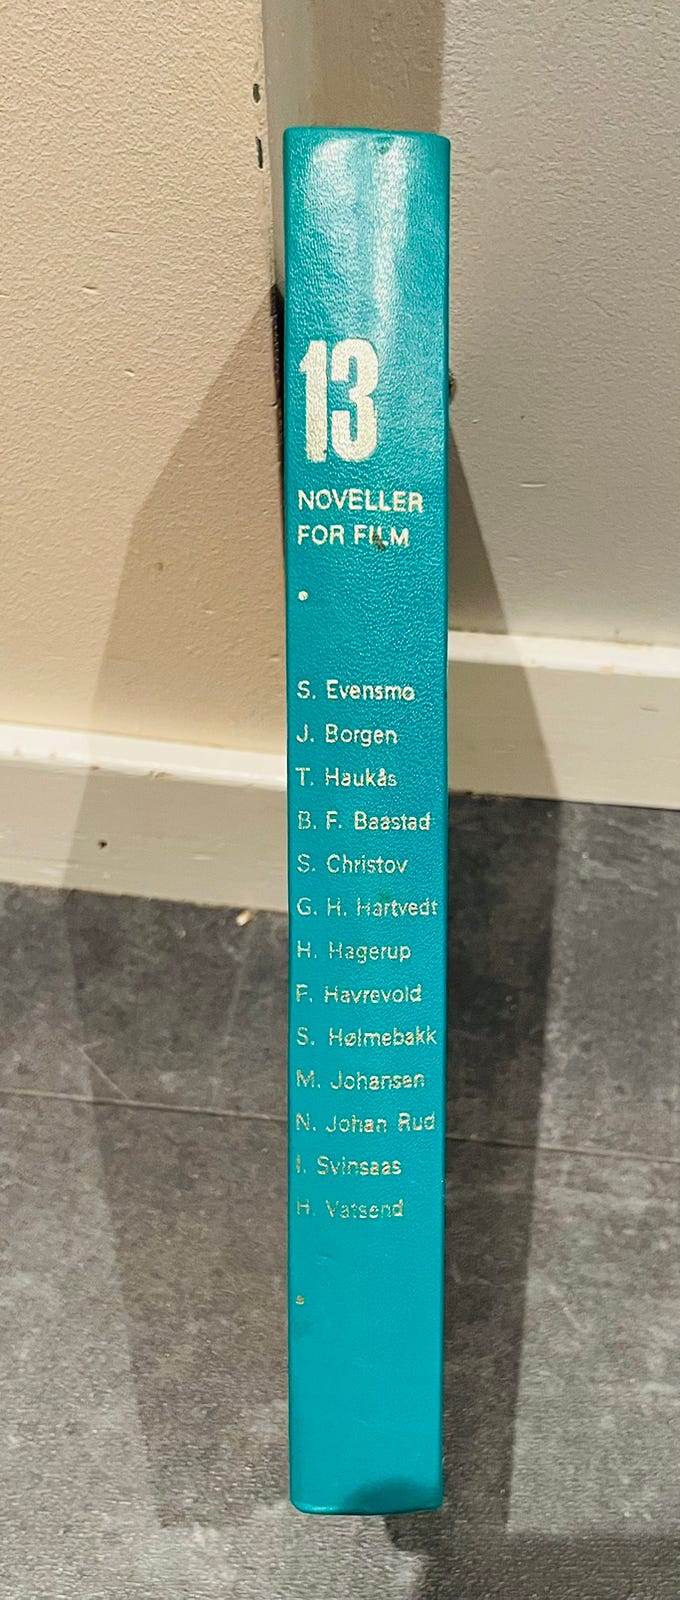 13
NOVELLER
FOR FILM
•
S. Evensmo
J. Borgen
T. Haukås
B. F. Baastad
S. Christov
G. H. Hartvedt
H. Hagerup
F. Havrevold
S. Hølmebakk
M. Johansen
N. Johan Rud
I. Svinsaas
H. Vatsend